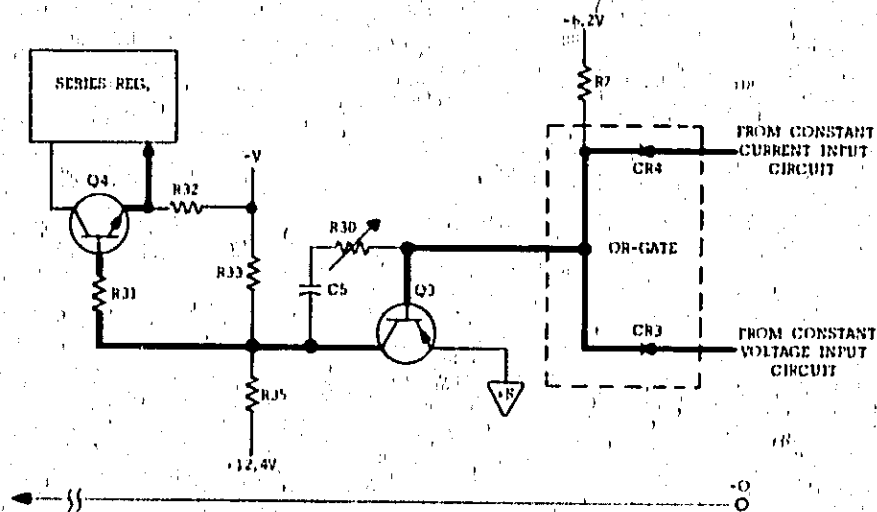 -6.2V
SERIES REG.
R7
FROM CONSTANT
CURRENT INPUT
CIRCUIT
CR4
Q4
R32
-V
R30
OR-GATE
R33
C5
Q3
R31
CR3
FROM CONSTANT
VOLTAGE INPUT
CIRCUIT
R35
+12.4V
-O